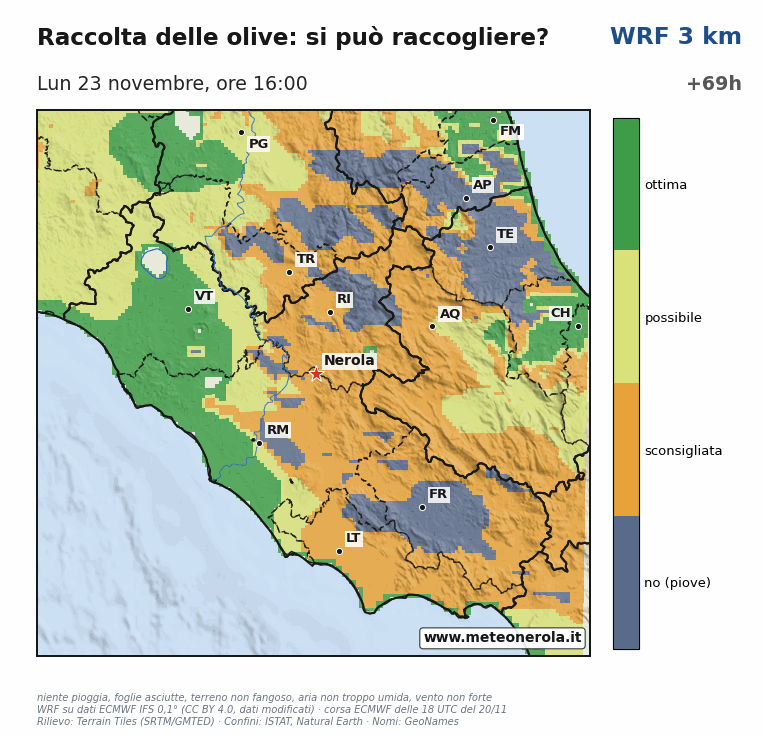 Raccolta delle olive: si può raccogliere?
WRF 3 km
Lun 23 novembre, ore 16:00
+69h
FM
PG
AP
TE
TR
VT
RI
AQ
CH
Nerola
RM
FR
LT
www.meteonerola.it
ottima
possibile
sconsigliata
no (piove)
niente pioggia, foglie asciutte, terreno non fangoso, aria non troppo umida, vento non forte
WRF su dati ECMWF IFS 0,1° (CC BY 4.0, dati modificati) · corsa ECMWF delle 18 UTC del 20/11
Rilievo: Terrain Tiles (SRTM/GMTED) · Confini: ISTAT, Natural Earth · Nomi: GeoNames